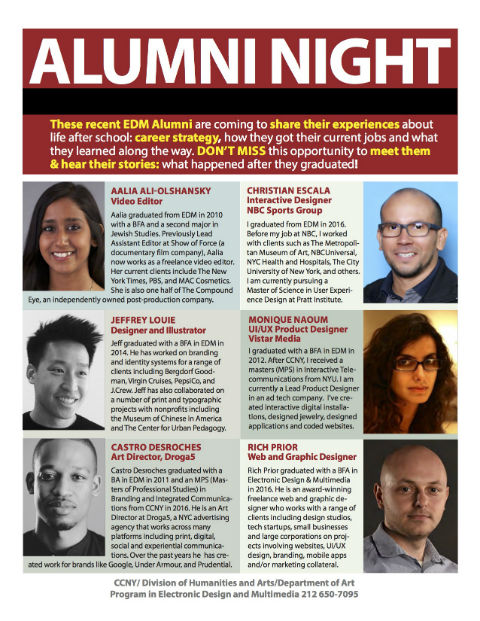 ALUMNI NIGHT
These recent EDM Alumni are coming to share their experiences about
life after school: career strategy, how they got their current jobs and what
they learned along the way. DON'T MISS this opportunity to meet them
& hear their stories: what happened after they graduated!
AALIA ALI-OLSHANSKY
Video Editor
Aalia graduated from EDM in 2010
with a BFA and a second major in
Jewish Studies. Previously Lead
Assistant Editor at Show of Force (a
documentary film company), Aalia
now works as a freelance video editor.
Her current clients include The New
York Times, PBS, and MAC Cosmetics.
She is also one half of The Compound
Eye, an independently owned post-production company.
CHRISTIAN ESCALA
Interactive Designer
NBC Sports Group
I graduated from EDM in 2016.
Before my job at NBC, I worked
with clients such as The Metropoli-
tan Museum of Art, NBCUniversal,
NYC Health and Hospitals, The City
University of New York, and others.
I am currently pursuing a
Master of Science in User Experi-
ence Design at Pratt Institute.
JEFFREY LOUIE
Designer and Illustrator
Jeff graduated with a BFA in EDM in
2014. He has worked on branding
and identity systems for a range of
clients including Bergdorf Good-
man, Virgin Cruises, PepsiCo, and
J.Crew. Jeff has also collaborated on
a number of print and typographic
projects with nonprofits including
the Museum of Chinese in America
and The Center for Urban Pedagogy.
MONIQUE NAOUM
UI/UX Product Designer
Vistar Media
I graduated with a BFA in EDM in
2012. After CCNY, I received a
masters (MPS) in Interactive Tele-
communications from NYU. I am
currently a Lead Product Designer
in an ad tech company. I've cre-
ated interactive digital installa-
tions, designed jewelry, designed
applications and coded websites.
CASTRO DESROCHES
Art Director, Droga5
Castro Desroches graduated with a
BA in EDM in 2011 and an MPS (Mas-
ters of Professional Studies) in
Branding and Integrated Communica-
tions from CCNY in 2016. He is an Art
Director at Droga5, a NYC advertising
agency that works across many
platforms including print, digital,
social and experiential communica-
tions. Over the past years he has cre-
ated work for brands like Google, Under Armour, and Prudential.
RICH PRIOR
Web and Graphic Designer
Rich Prior graduated with a BFA in
Electronic Design & Multimedia
in 2016. He is an award-winning
freelance web and graphic de-
signer who works with a range of
clients including design studios,
tech startups, small businesses
and large corporations on proj-
ects involving websites, UI/UX
design, branding, mobile apps
and/or marketing collateral.
CCNY/ Division of Humanities and Arts/Department of Art
Program in Electronic Design and Multimedia 212 650-7095